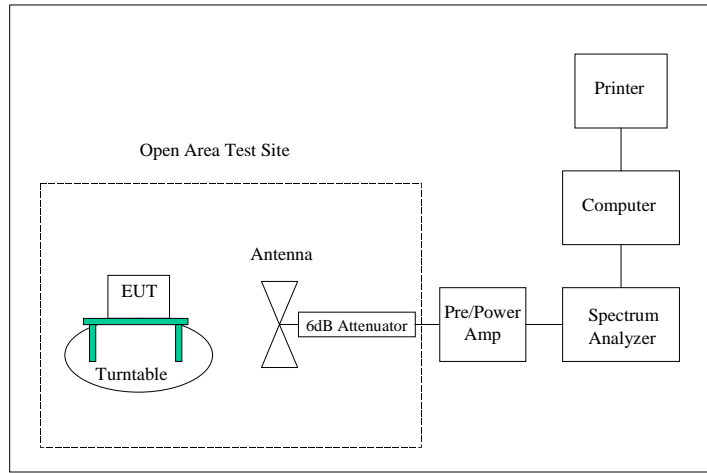 Printer
Open Area Test Site
Computer
Antenna
EUT
6dB Attenuator
Pre/Power
Amp
Spectrum
Analyzer
Turntable